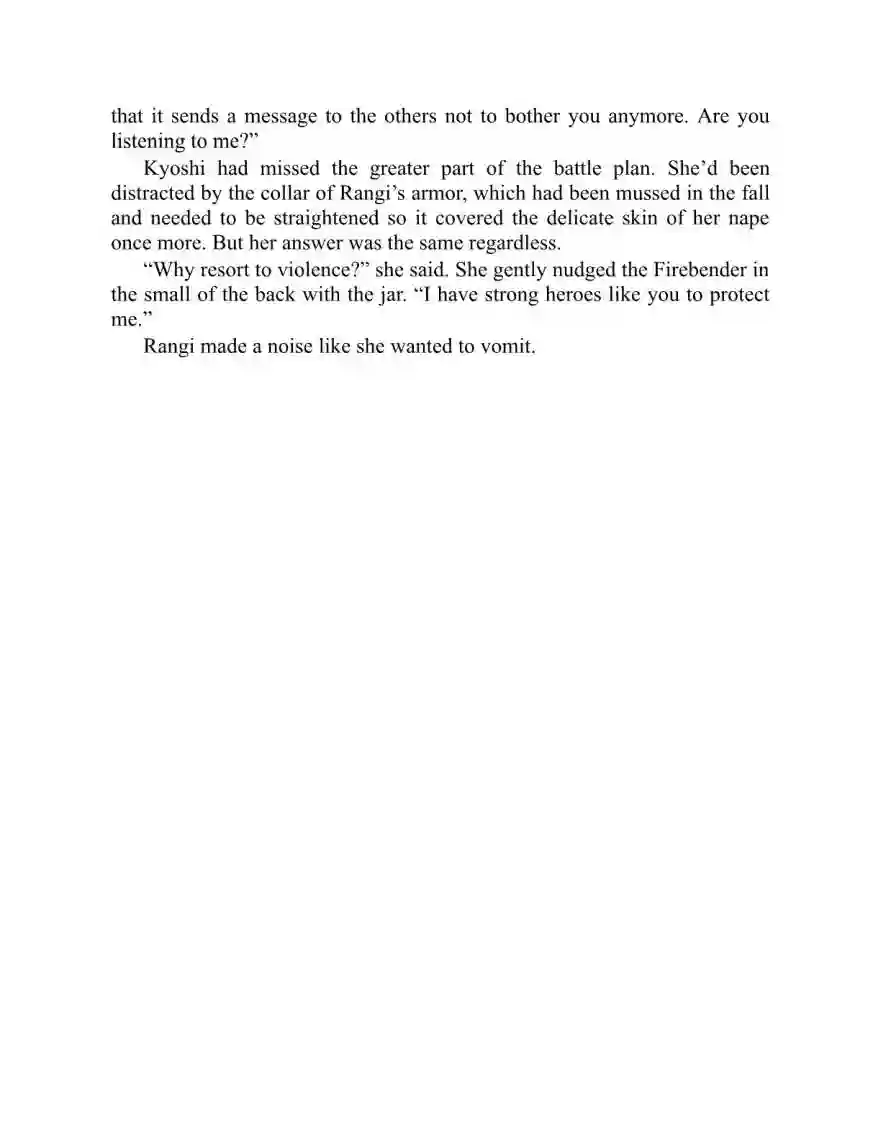 that it sends a message to the others not to bother you anymore. Are you
listening to me?”
Kyoshi had missed the greater part of the battle plan. She’d been
distracted by the collar of Rangi’s armor, which had been mussed in the fall
and needed to be straightened so it covered the delicate skin of her nape
once more. But her answer was the same regardless.
“Why resort to violence?” she said. She gently nudged the Firebender in
the small of the back with the jar. “I have strong heroes like you to protect
me.”
Rangi made a noise like she wanted to vomit.